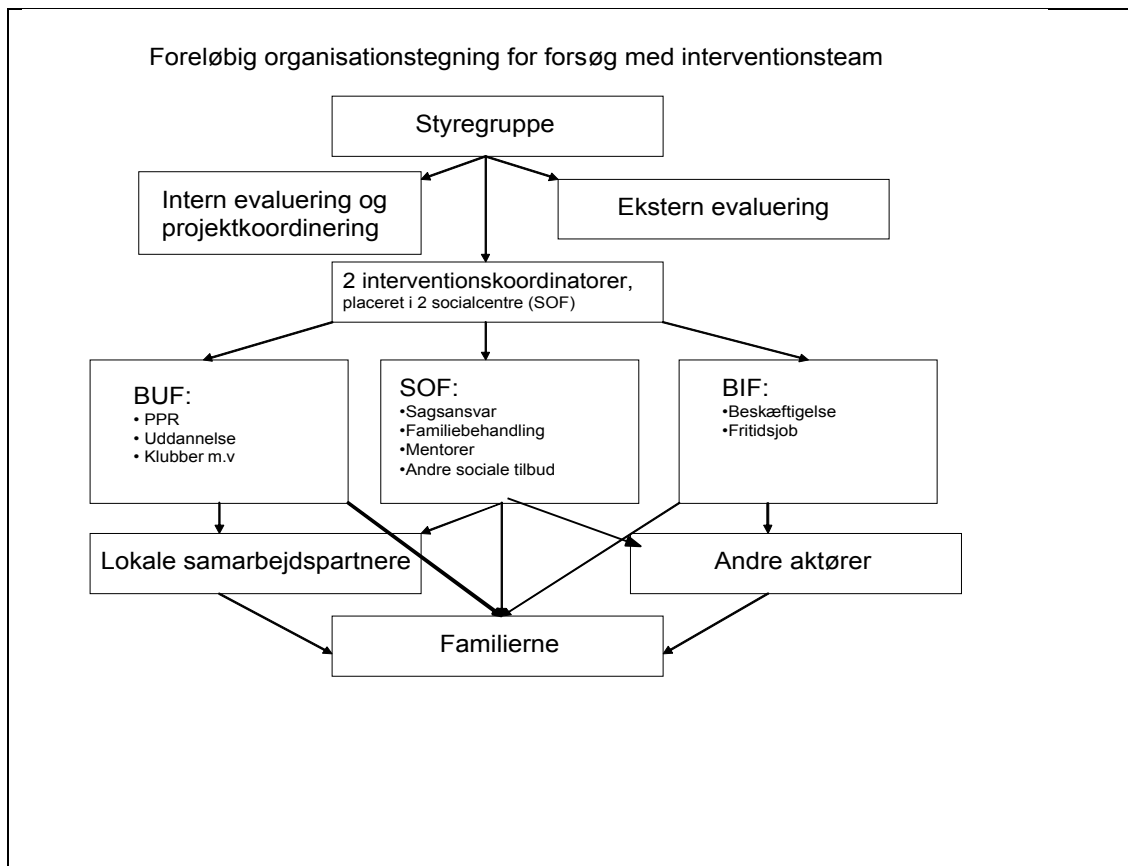 Foreløbig organisationstegning for forsøg med interventionsteam
Styregruppe
Intern evaluering og
projektkoordinering
Ekstern evaluering
2 interventionskoordinatorer,
placeret i 2 socialcentre (SOF)
BUF:
• PPR
• Uddannelse
• Klubber m.v
SOF:
•Sagsansvar
•Familiebehandling
•Mentorer
•Andre sociale tilbud
BIF:
•Beskæftigelse
•Fritidsjob
Lokale samarbejdspartnere
Andre aktører
Familierne